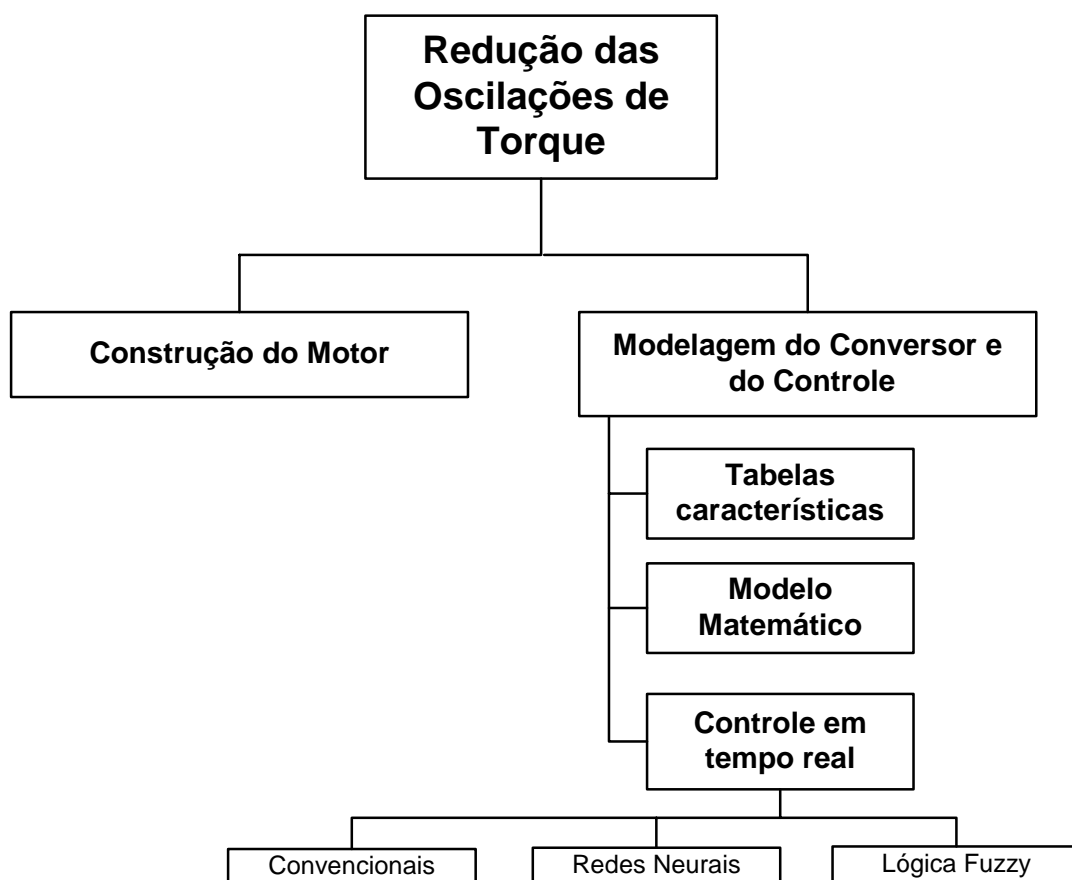 Redução das
Oscilações de
Torque
Construção do Motor
Modelagem do Conversor e
do Controle
Tabelas
características
Modelo
Matemático
Controle em
tempo real
Convencionais
Redes Neurais
Lógica Fuzzy